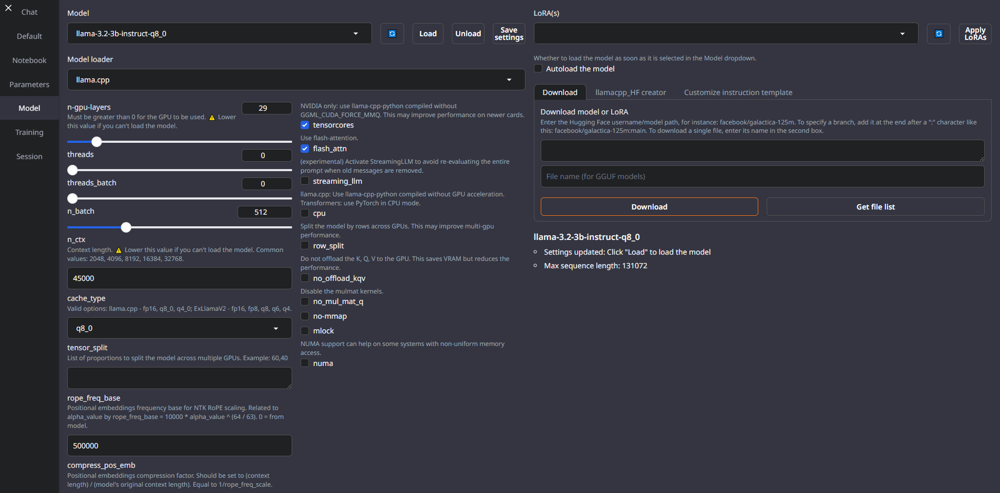 Chat
Default
Notebook
Parameters
Model
Training
Session
Model
llama-3.2-3b-instruct-q8_0
Load
Unload
Save
settings
Model loader
llama.cpp
n-gpu-layers
29
Must be greater than 0 for the GPU to be used. ⚠ Lower
this value if you can't load the model.
threads
0
threads_batch
0
n_batch
512
n_ctx
Context length. ⚠ Lower this value if you can't load the model. Common
values: 2048, 4096, 8192, 16384, 32768.
45000
cache_type
Valid options: llama.cpp - fp16, q8_0, q4_0; ExLlamaV2 - fp16, fp8, q8, q6, q4.
q8_0
tensor_split
List of proportions to split the model across multiple GPUs. Example: 60,40
rope_freq_base
Positional embeddings frequency base for NTK RoPE scaling. Related to
alpha_value by rope_freq_base = 10000 * alpha_value ^ (64 / 63). 0 = from
model.
500000
compress_pos_emb
Positional embeddings compression factor. Should be set to (context
length) / (model's original context length). Equal to 1/rope_freq_scale.
NVIDIA only: use llama-cpp-python compiled without
GGML_CUDA_FORCE_MMQ. This may improve performance on newer cards.
tensorcores
Use flash-attention.
flash_attn
(experimental) Activate StreamingLLM to avoid re-evaluating the entire
prompt when old messages are removed.
streaming_llm
llama.cpp: Use llama-cpp-python compiled without GPU acceleration.
Transformers: use PyTorch in CPU mode.
cpu
Split the model by rows across GPUs. This may improve multi-gpu
performance.
row_split
Do not offload the K, Q, V to the GPU. This saves VRAM but reduces the
performance.
no_offload_kqv
Disable the mulmat kernels.
no_mul_mat_q
no-mmap
mlock
NUMA support can help on some systems with non-uniform memory
access.
numa
LoRA(s)
Apply
LoRAs
Whether to load the model as soon as it is selected in the Model dropdown.
Autoload the model
Download
llamacpp_HF creator
Customize instruction template
Download model or LoRA
Enter the Hugging Face username/model path, for instance: facebook/galactica-125m. To specify a branch, add it at the end after a ":" character like
this: facebook/galactica-125m:main. To download a single file, enter its name in the second box.
File name (for GGUF models)
Download
Get file list
llama-3.2-3b-instruct-q8_0
Settings updated: Click "Load" to load the model
Max sequence length: 131072